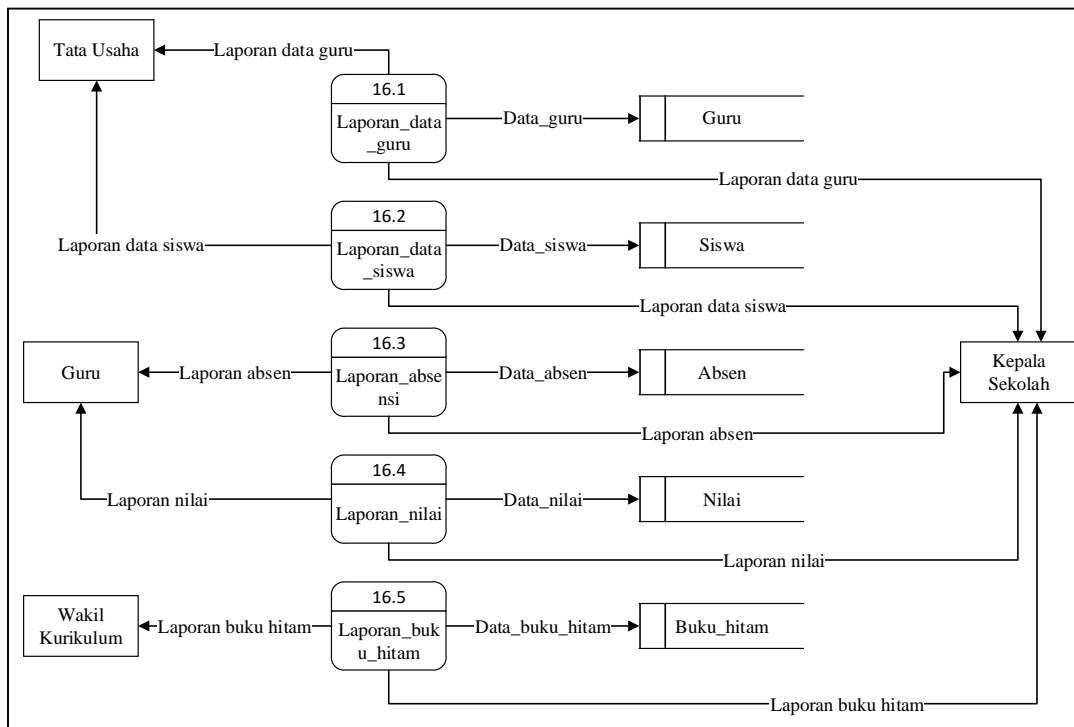 Tata Usaha
Laporan data guru
16.1
Laporan_data
_guru
Data_guru
Guru
Laporan data guru
16.2
Laporan data siswa
Laporan_data
_siswa
Data_siswa
Siswa
Laporan data siswa
16.3
Guru
Laporan absen
Laporan_abse
nsi
Data_absen
Absen
Kepala
Sekolah
Laporan absen
16.4
Laporan nilai
Laporan_nilai
Data_nilai
Nilai
Laporan nilai
16.5
Wakil
Kurikulum
Laporan buku hitam
Laporan_buk
u_hitam
Data_buku_hitam
Buku_hitam
Laporan buku hitam